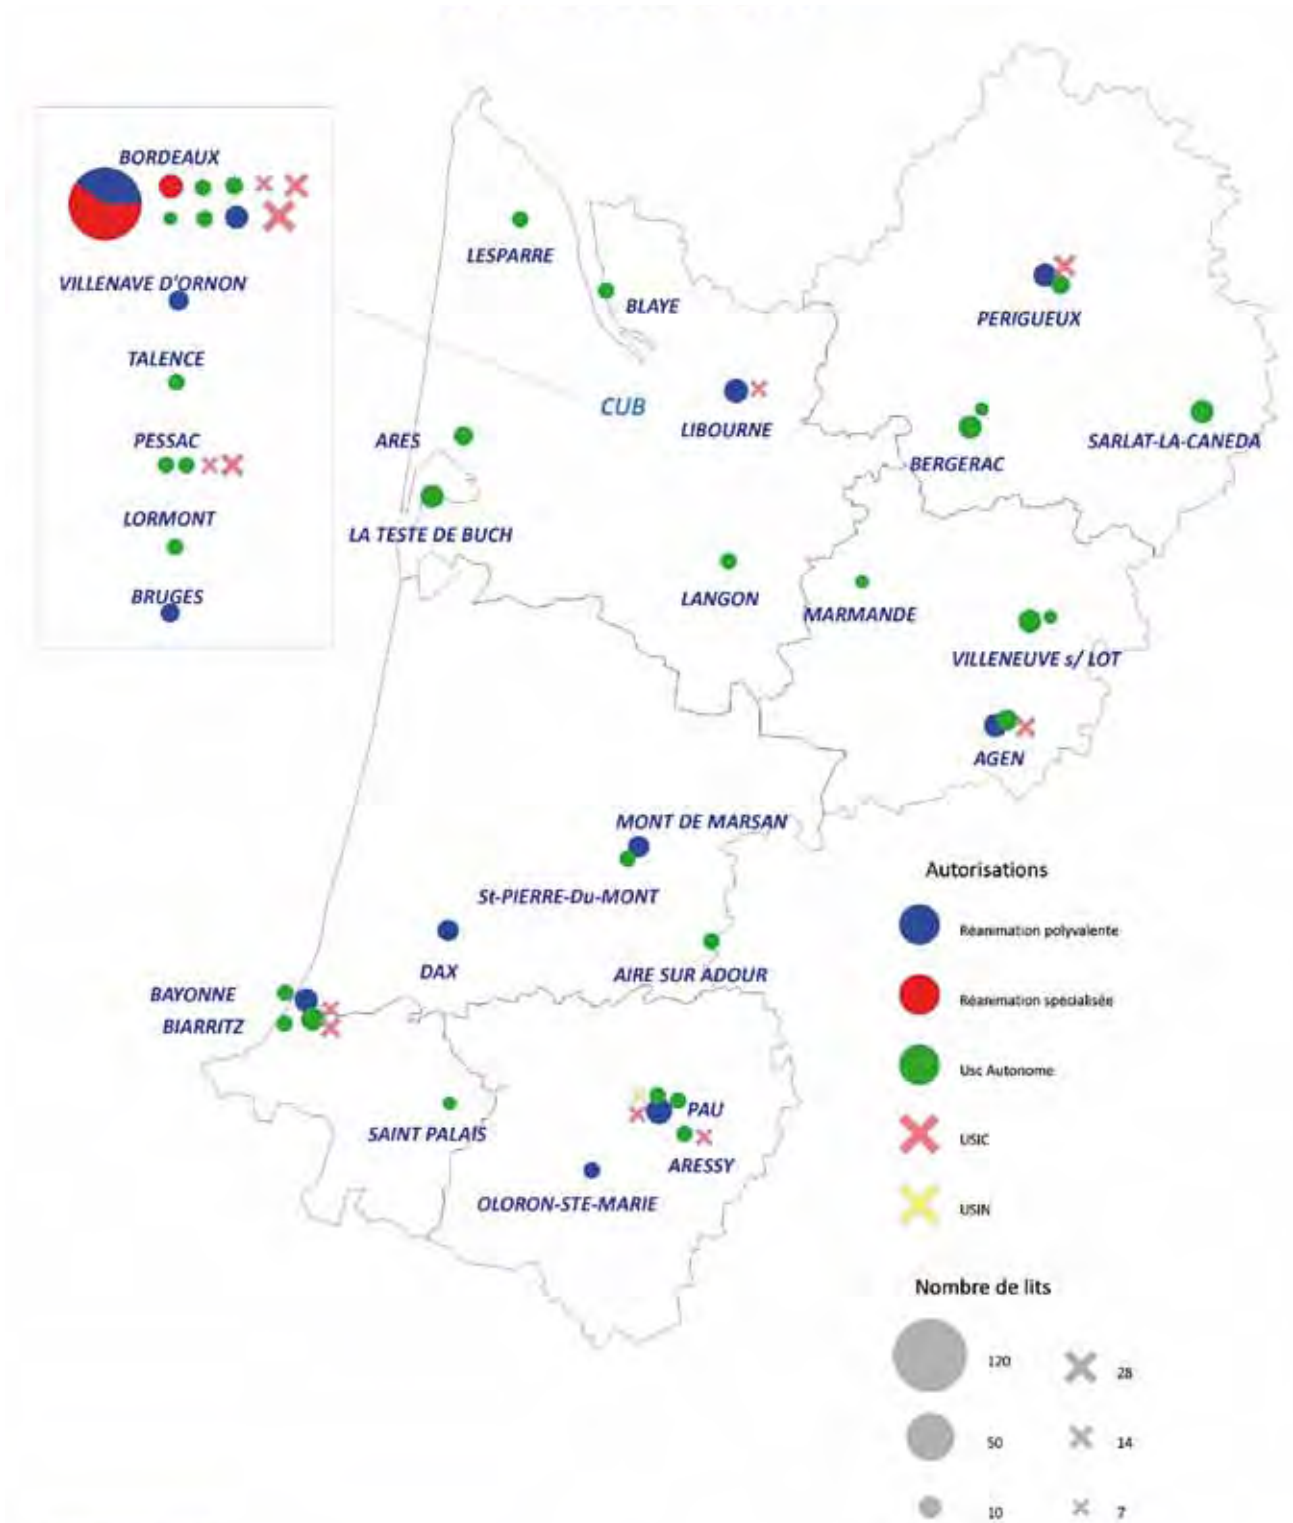 BORDEAUX
VILLENAVE D'ORNON
TALENCE
PESSAC
LORMONT
BRUGES
LESPARRE
BLAYE
CUB
LIBOURNE
ARES
LA TESTE DE BUCH
LANGON
PERIGUEUX
BERGERAC
SARLAT-LA-CANEDA
MARMANDE
VILLENEUVE s/ LOT
AGEN
MONT DE MARSAN
St-PIERRE-Du-MONT
DAX
AIRE SUR ADOUR
BAYONNE
BIARRITZ
SAINT PALAIS
PAU
ARESSY
OLORON-STE-MARIE
Autorisations
Réanimation polyvalente
Réanimation spécialisée
Usc Autonome
USIC
USIN
Nombre de lits
120
28
50
14
10
7